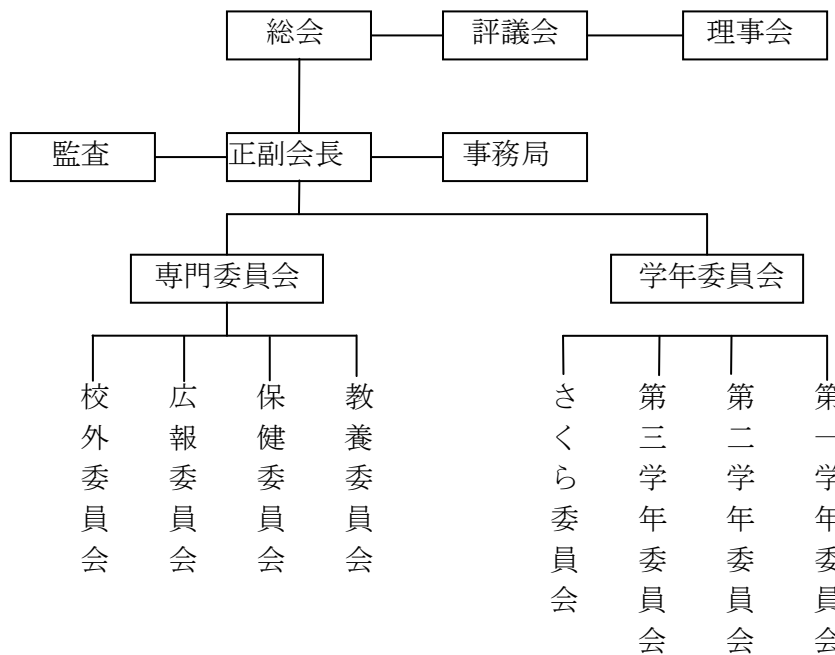 総会
評議会
理事会
監査
正副会長
事務局
専門委員会
学年委員会
校外委員会
広報委員会
保健委員会
教養委員会
さくら委員会
第三学年委員会
第二学年委員会
第一学年委員会